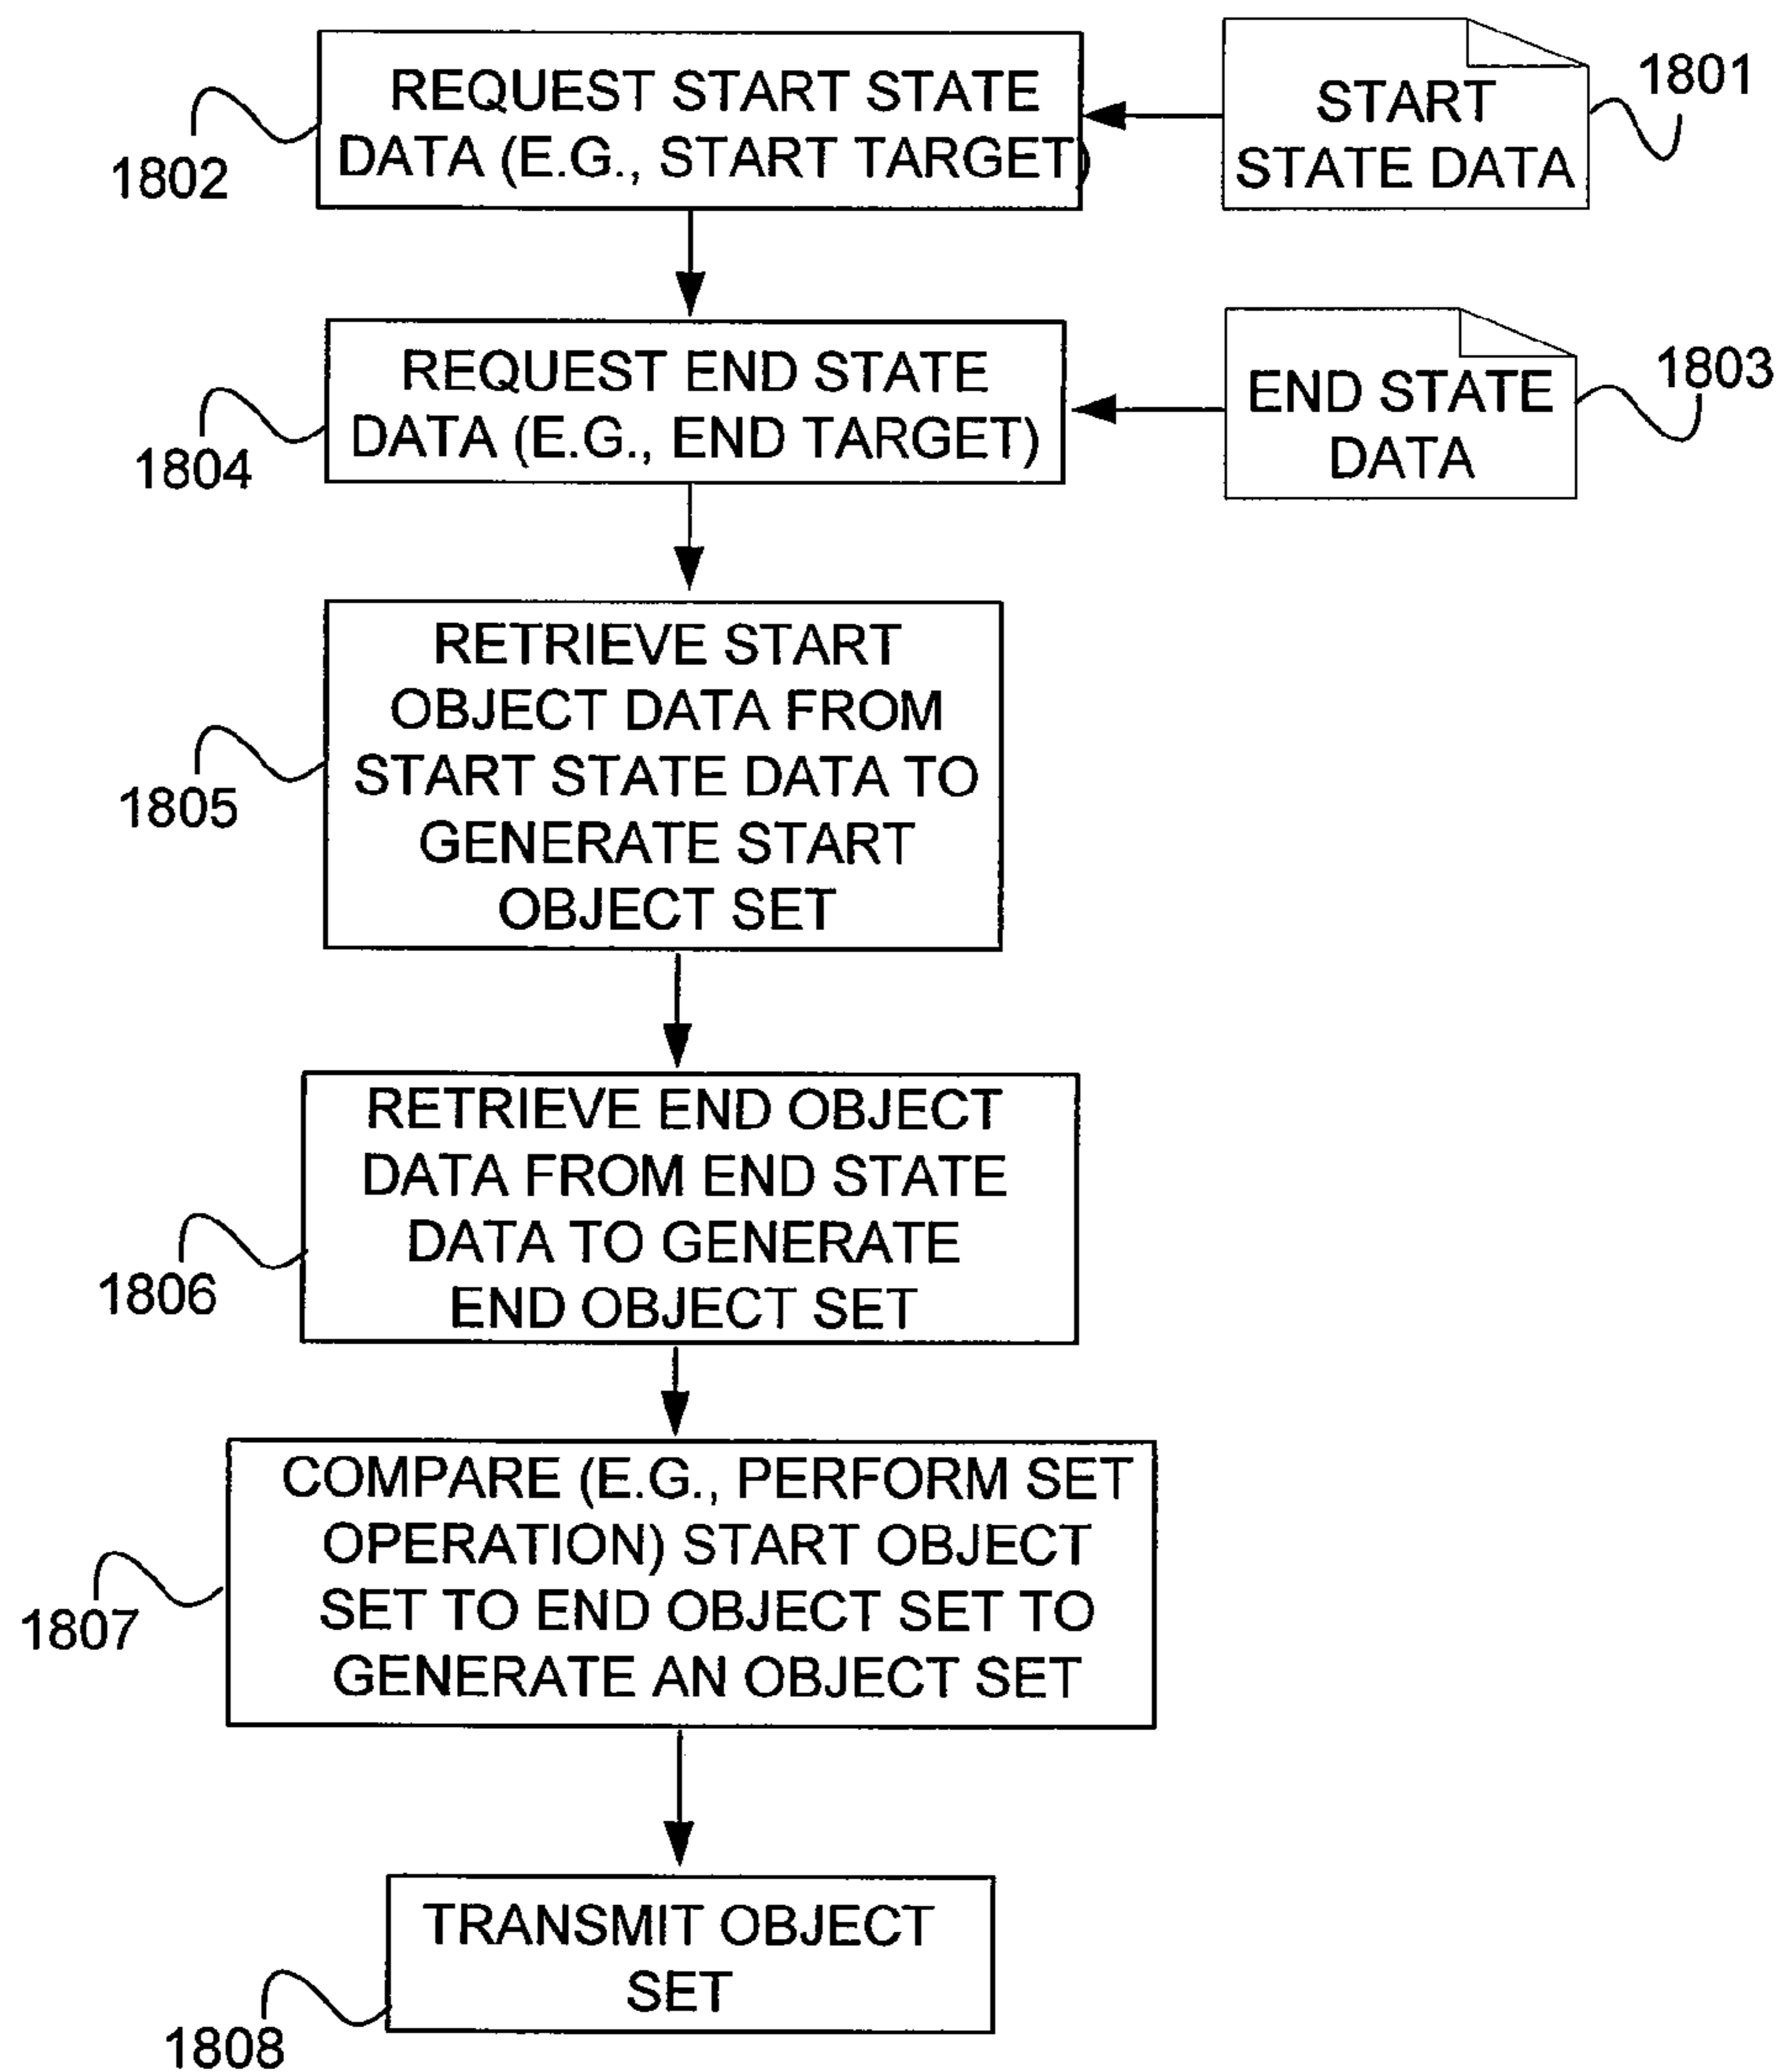 REQUEST START STATE
DATA (E.G., START TARGET)
1802
START
STATE DATA
1801
REQUEST END STATE
DATA (E.G., END TARGET)
1804
END STATE
DATA
1803
RETRIEVE START
OBJECT DATA FROM
START STATE DATA TO
GENERATE START
OBJECT SET
1805
RETRIEVE END OBJECT
DATA FROM END STATE
DATA TO GENERATE
END OBJECT SET
1806
COMPARE (E.G., PERFORM SET
OPERATION) START OBJECT
SET TO END OBJECT SET TO
GENERATE AN OBJECT SET
1807
TRANSMIT OBJECT
SET
1808